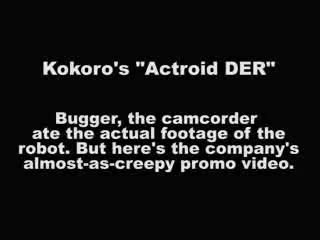 Kokoro's "Actroid DER"
Bugger, the camcorder
ate the actual footage of the
robot. But here's the company's
almost-as-creepy promo video.